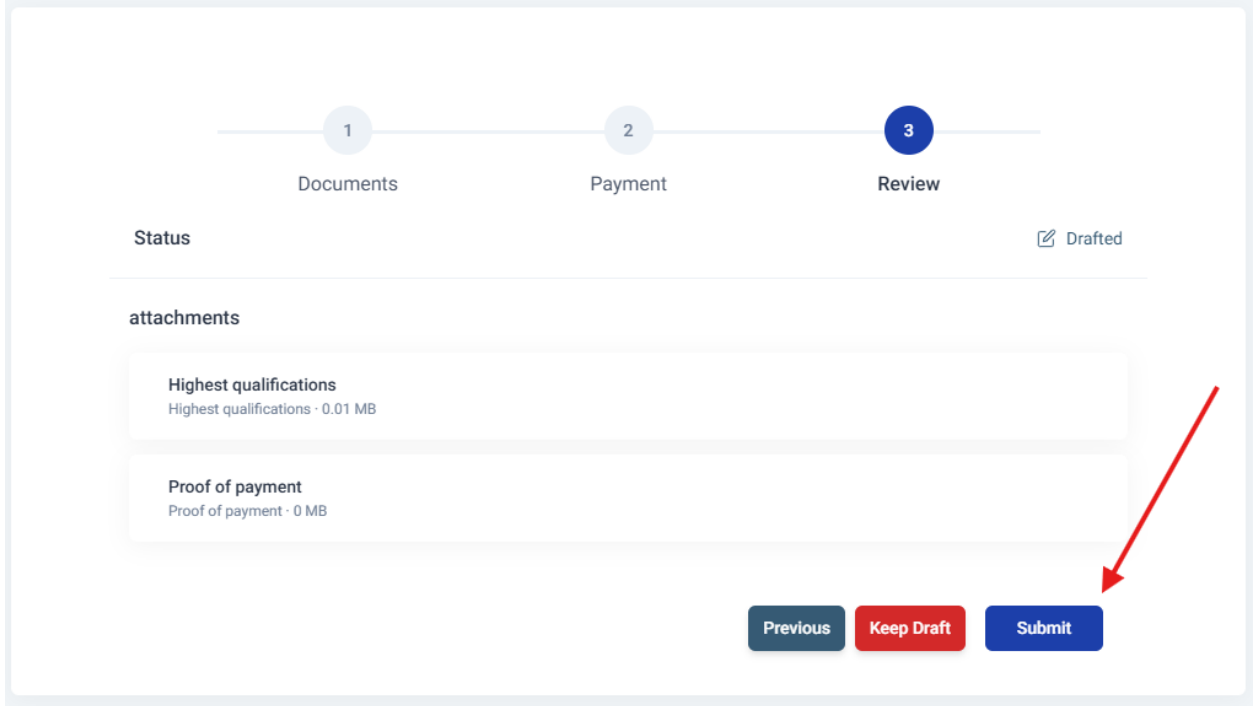 1 2 3
Documents Payment Review
Status Drafted
attachments
Highest qualifications
Highest qualifications · 0.01 MB
Proof of payment
Proof of payment · 0 MB
Previous Keep Draft Submit